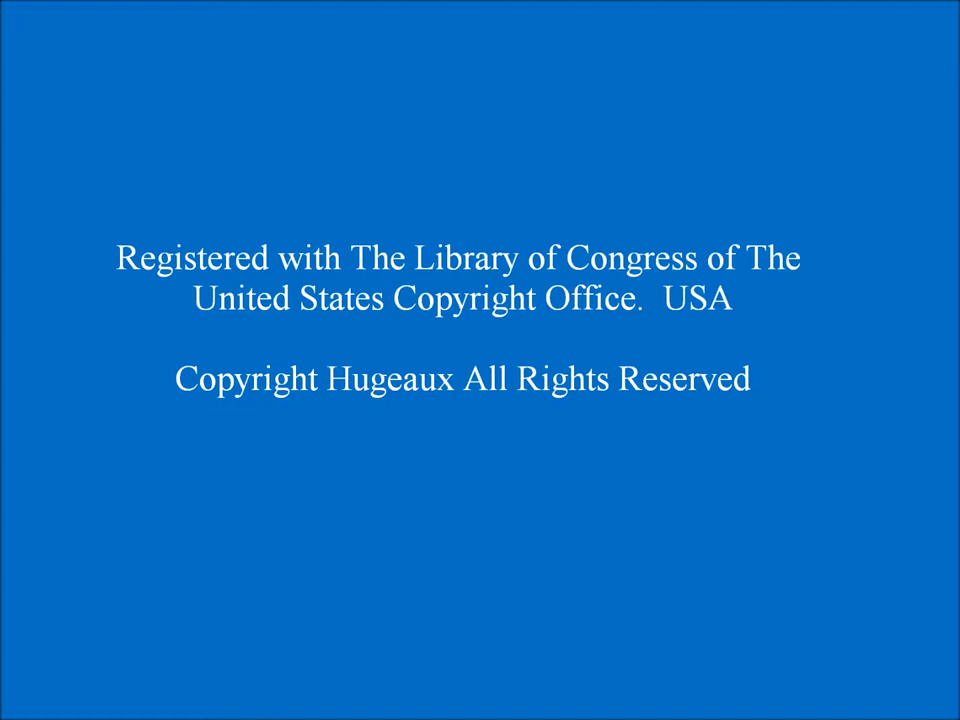 Registered with The Library of Congress of The
United States Copyright Office.  USA
Copyright Hugeaux All Rights Reserved